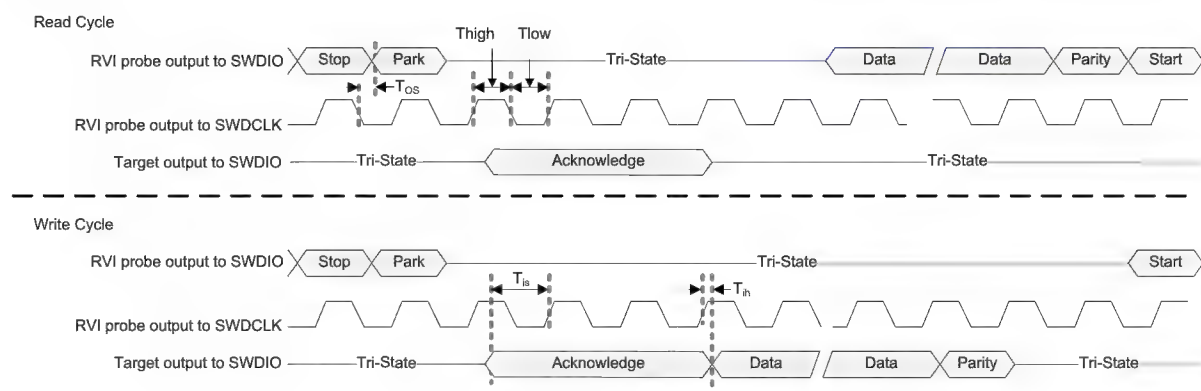 Read Cycle
Thigh Tlow
RVI probe output to SWDIO Stop Park Tri-State Data Data Parity Start
TOS
RVI probe output to SWDCLK
Target output to SWDIO Tri-State Acknowledge Tri-State
Write Cycle
RVI probe output to SWDIO Stop Park Tri-State Start
Tis Tih
RVI probe output to SWDCLK
Target output to SWDIO Tri-State Acknowledge Data Data Parity Tri-State